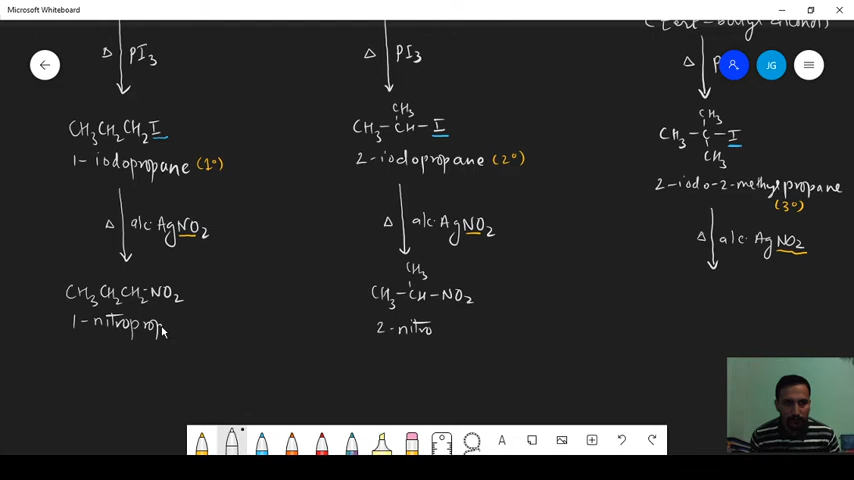 Microsoft Whiteboard
(tert-butyl alcohol)
Δ PI3
Δ PI3
Δ P
JG
CH3CH2CH2I
1-iodopropane (1°)
CH3
CH3-CH-I
2-iodopropane (2°)
CH3
CH3-C-I
CH3
2-iodo-2-methylpropane
(3°)
Δ alc. AgNO2
Δ alc. AgNO2
Δ alc. AgNO2
CH3CH2CH2-NO2
1-nitroprop
CH3
CH3-CH-NO2
2-nitro
A